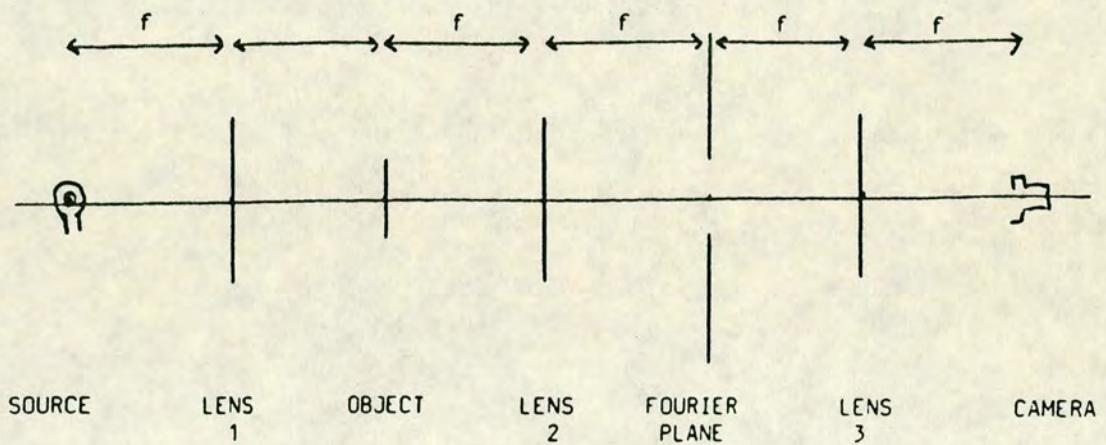 f f f f f
SOURCE LENS OBJECT LENS FOURIER LENS CAMERA
1 2 PLANE 3